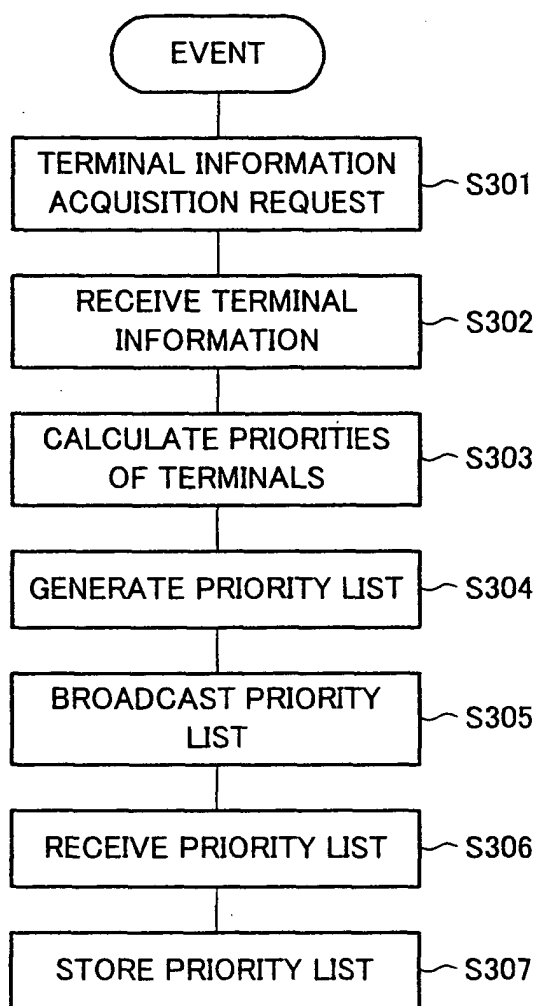 EVENT
TERMINAL INFORMATION
ACQUISITION REQUEST
S301
RECEIVE TERMINAL
INFORMATION
S302
CALCULATE PRIORITIES
OF TERMINALS
S303
GENERATE PRIORITY LIST
S304
BROADCAST PRIORITY
LIST
S305
RECEIVE PRIORITY LIST
S306
STORE PRIORITY LIST
S307